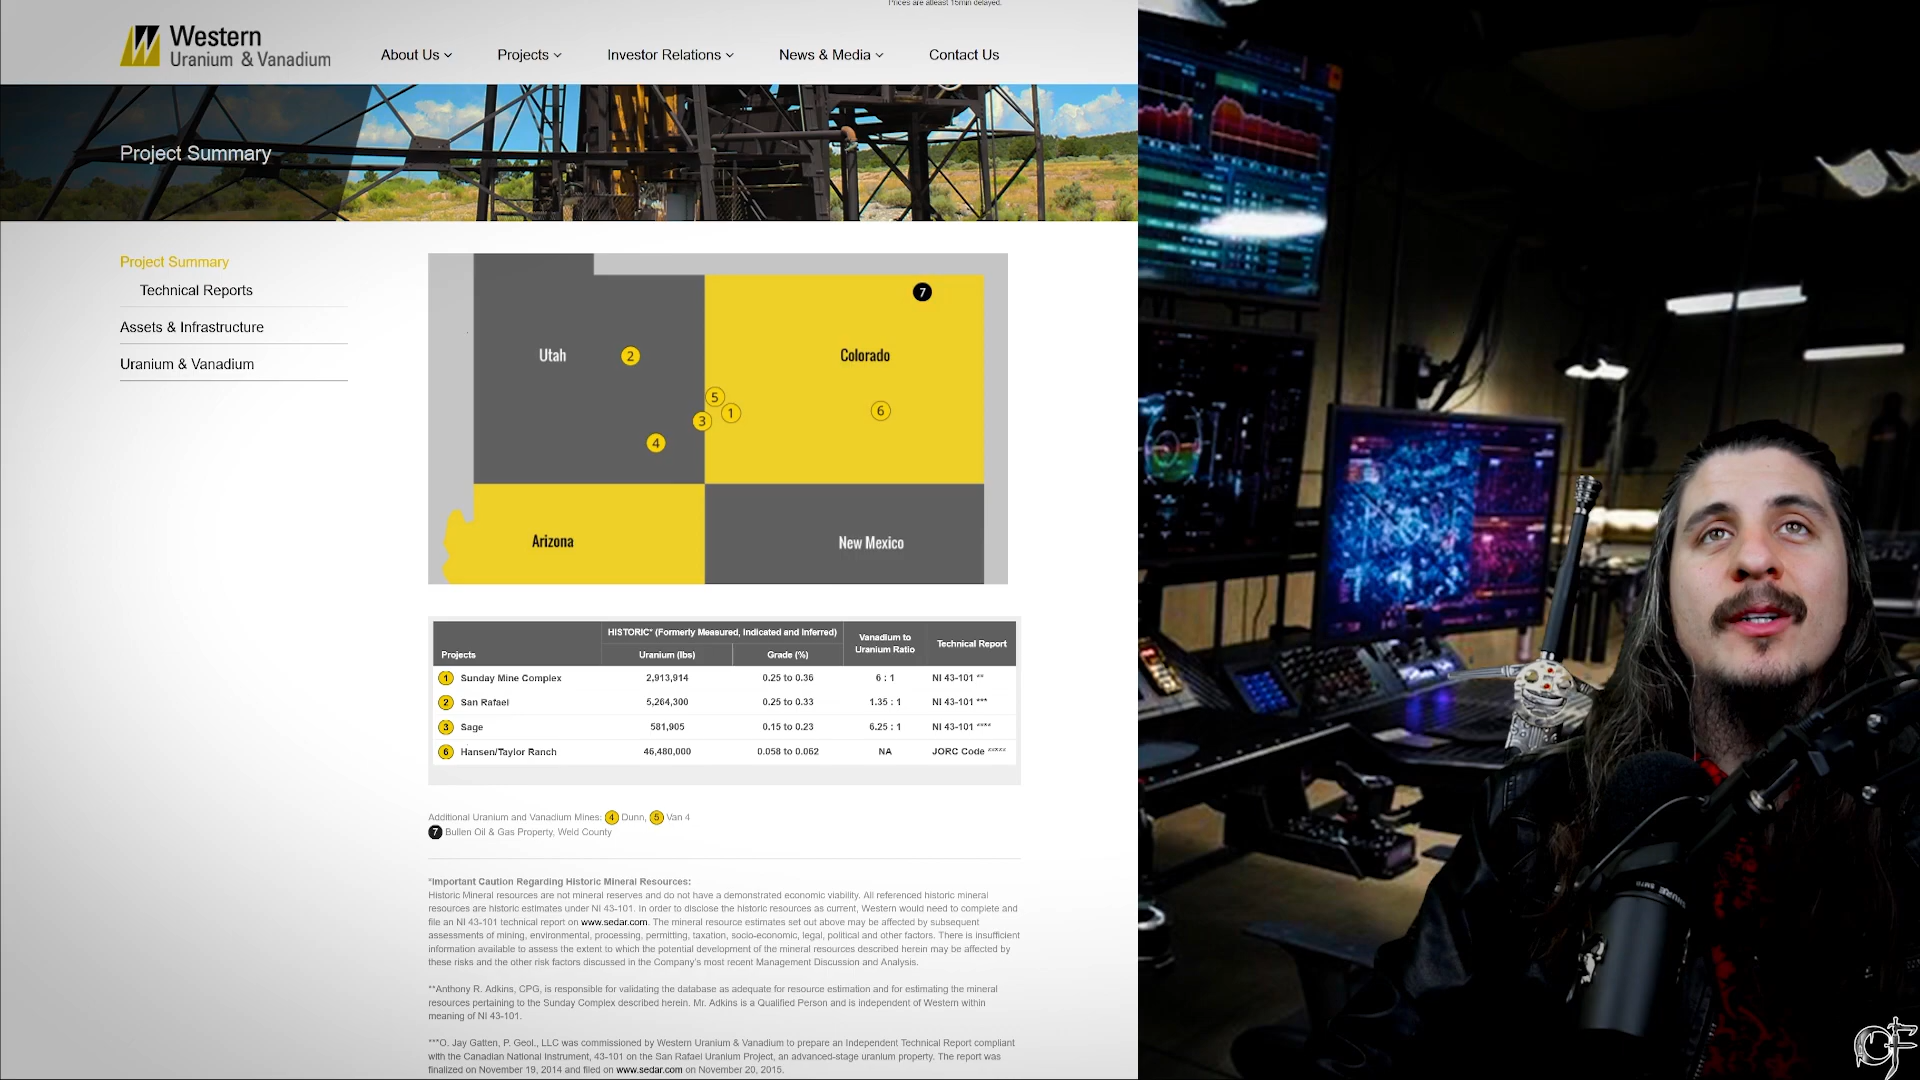 Prices are atleast 15min delayed.
Western
Uranium & Vanadium
About Us
Projects
Investor Relations
News & Media
Contact Us
Project Summary
Project Summary
Technical Reports
Assets & Infrastructure
Uranium & Vanadium
7
Utah
2
Colorado
5
1
6
3
4
Arizona
New Mexico
Projects HISTORIC* (Formerly Measured, Indicated and Inferred) Vanadium to Uranium Ratio Technical Report
Uranium (lbs) Grade (%)
1 Sunday Mine Complex 2,913,914 0.25 to 0.36 6 : 1 NI 43-101 **
2 San Rafael 5,264,300 0.25 to 0.33 1.35 : 1 NI 43-101 ***
3 Sage 581,905 0.15 to 0.23 6.25 : 1 NI 43-101 ****
6 Hansen/Taylor Ranch 46,480,000 0.058 to 0.062 NA JORC Code *****
Additional Uranium and Vanadium Mines: 4 Dunn, 5 Van 4
7 Bullen Oil & Gas Property, Weld County
*Important Caution Regarding Historic Mineral Resources:
Historic Mineral resources are not mineral reserves and do not have a demonstrated economic viability. All referenced historic mineral
resources are historic estimates under NI 43-101. In order to disclose the historic resources as current, Western would need to complete and
file an NI 43-101 technical report on www.sedar.com. The mineral resource estimates set out above may be affected by subsequent
assessments of mining, environmental, processing, permitting, taxation, socio-economic, legal, political and other factors. There is insufficient
information available to assess the extent to which the potential development of the mineral resources described herein may be affected by
these risks and the other risk factors discussed in the Company's most recent Management Discussion and Analysis.
**Anthony R. Adkins, CPG, is responsible for validating the database as adequate for resource estimation and for estimating the mineral
resources pertaining to the Sunday Complex described herein. Mr. Adkins is a Qualified Person and is independent of Western within
meaning of NI 43-101.
***O. Jay Gatten, P. Geol., LLC was commissioned by Western Uranium & Vanadium to prepare an Independent Technical Report compliant
with the Canadian National Instrument, 43-101 on the San Rafael Uranium Project, an advanced-stage uranium property. The report was
finalized on November 19, 2014 and filed on www.sedar.com on November 20, 2015.